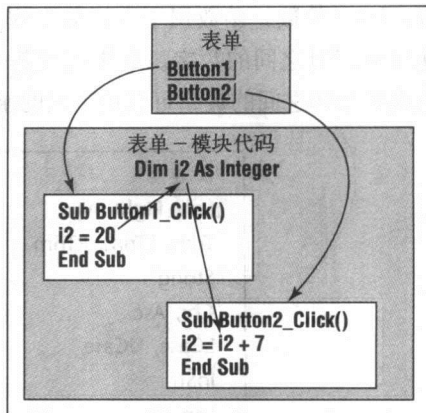 表单
Button1
Button2
表单-模块代码
Dim i2 As Integer
Sub Button1_Click()
i2 = 20
End Sub
Sub Button2_Click()
i2 = i2 + 7
End Sub